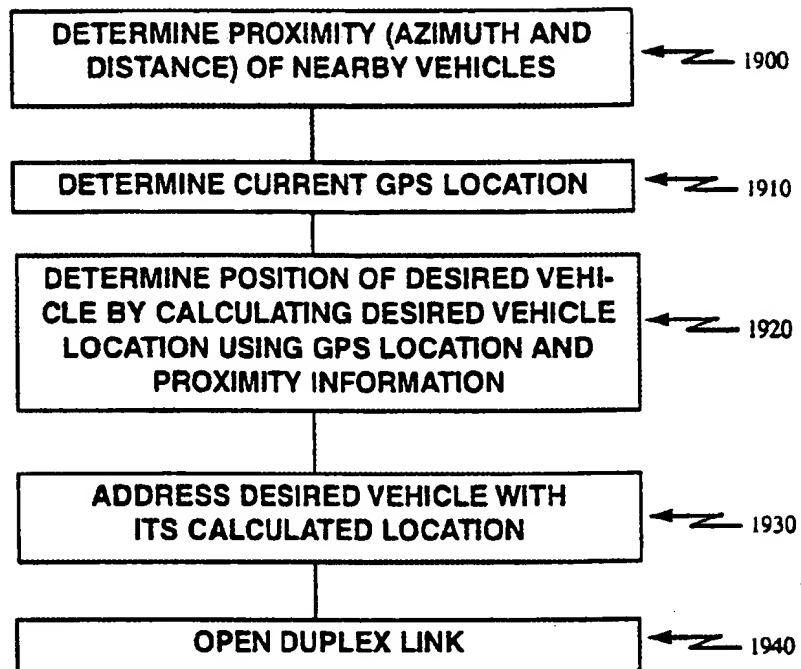 DETERMINE PROXIMITY (AZIMUTH AND
DISTANCE) OF NEARBY VEHICLES
1900
DETERMINE CURRENT GPS LOCATION
1910
DETERMINE POSITION OF DESIRED VEHI-
CLE BY CALCULATING DESIRED VEHICLE
LOCATION USING GPS LOCATION AND
PROXIMITY INFORMATION
1920
ADDRESS DESIRED VEHICLE WITH
ITS CALCULATED LOCATION
1930
OPEN DUPLEX LINK
1940